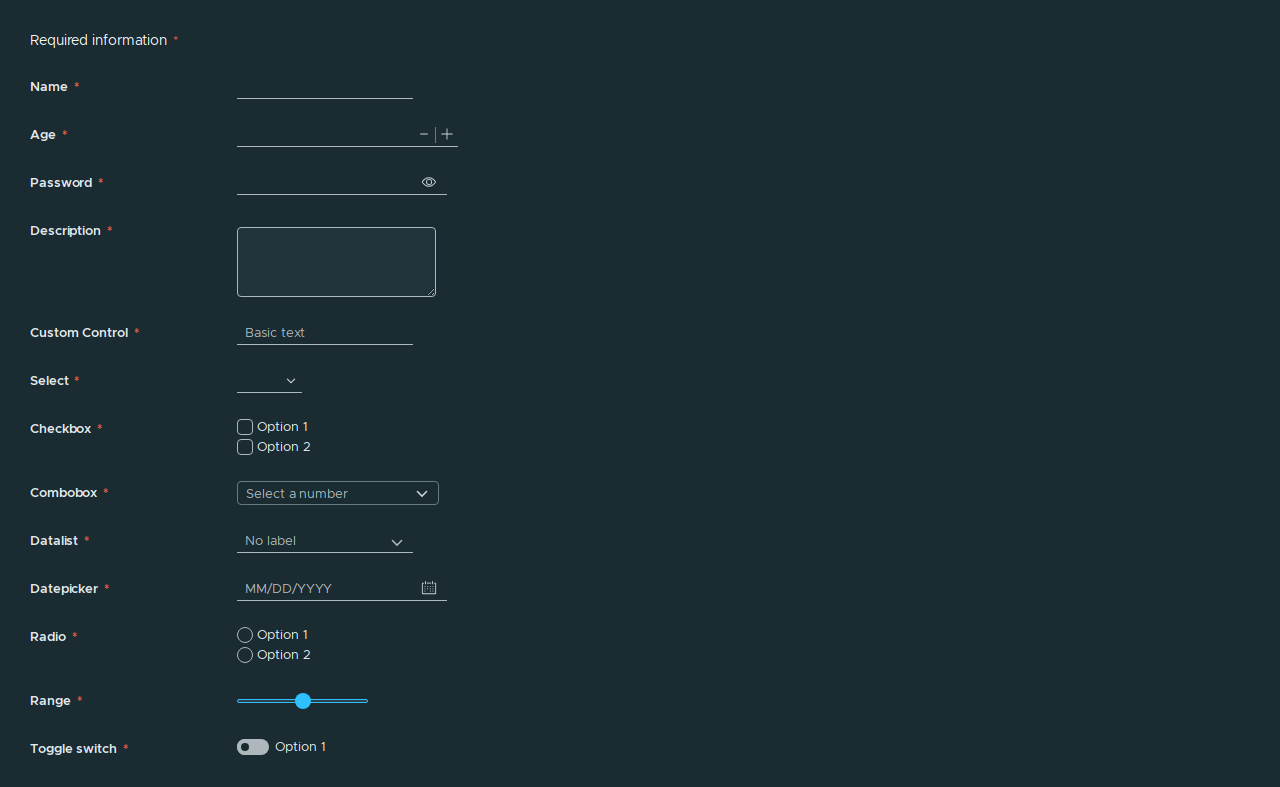 Required information *
Name *
Age *
Password *
Description *
Custom Control * Basic text
Select *
Checkbox * Option 1
Option 2
Combobox * Select a number
Datalist * No label
Datepicker * MM/DD/YYYY
Radio * Option 1
Option 2
Range *
Toggle switch * Option 1